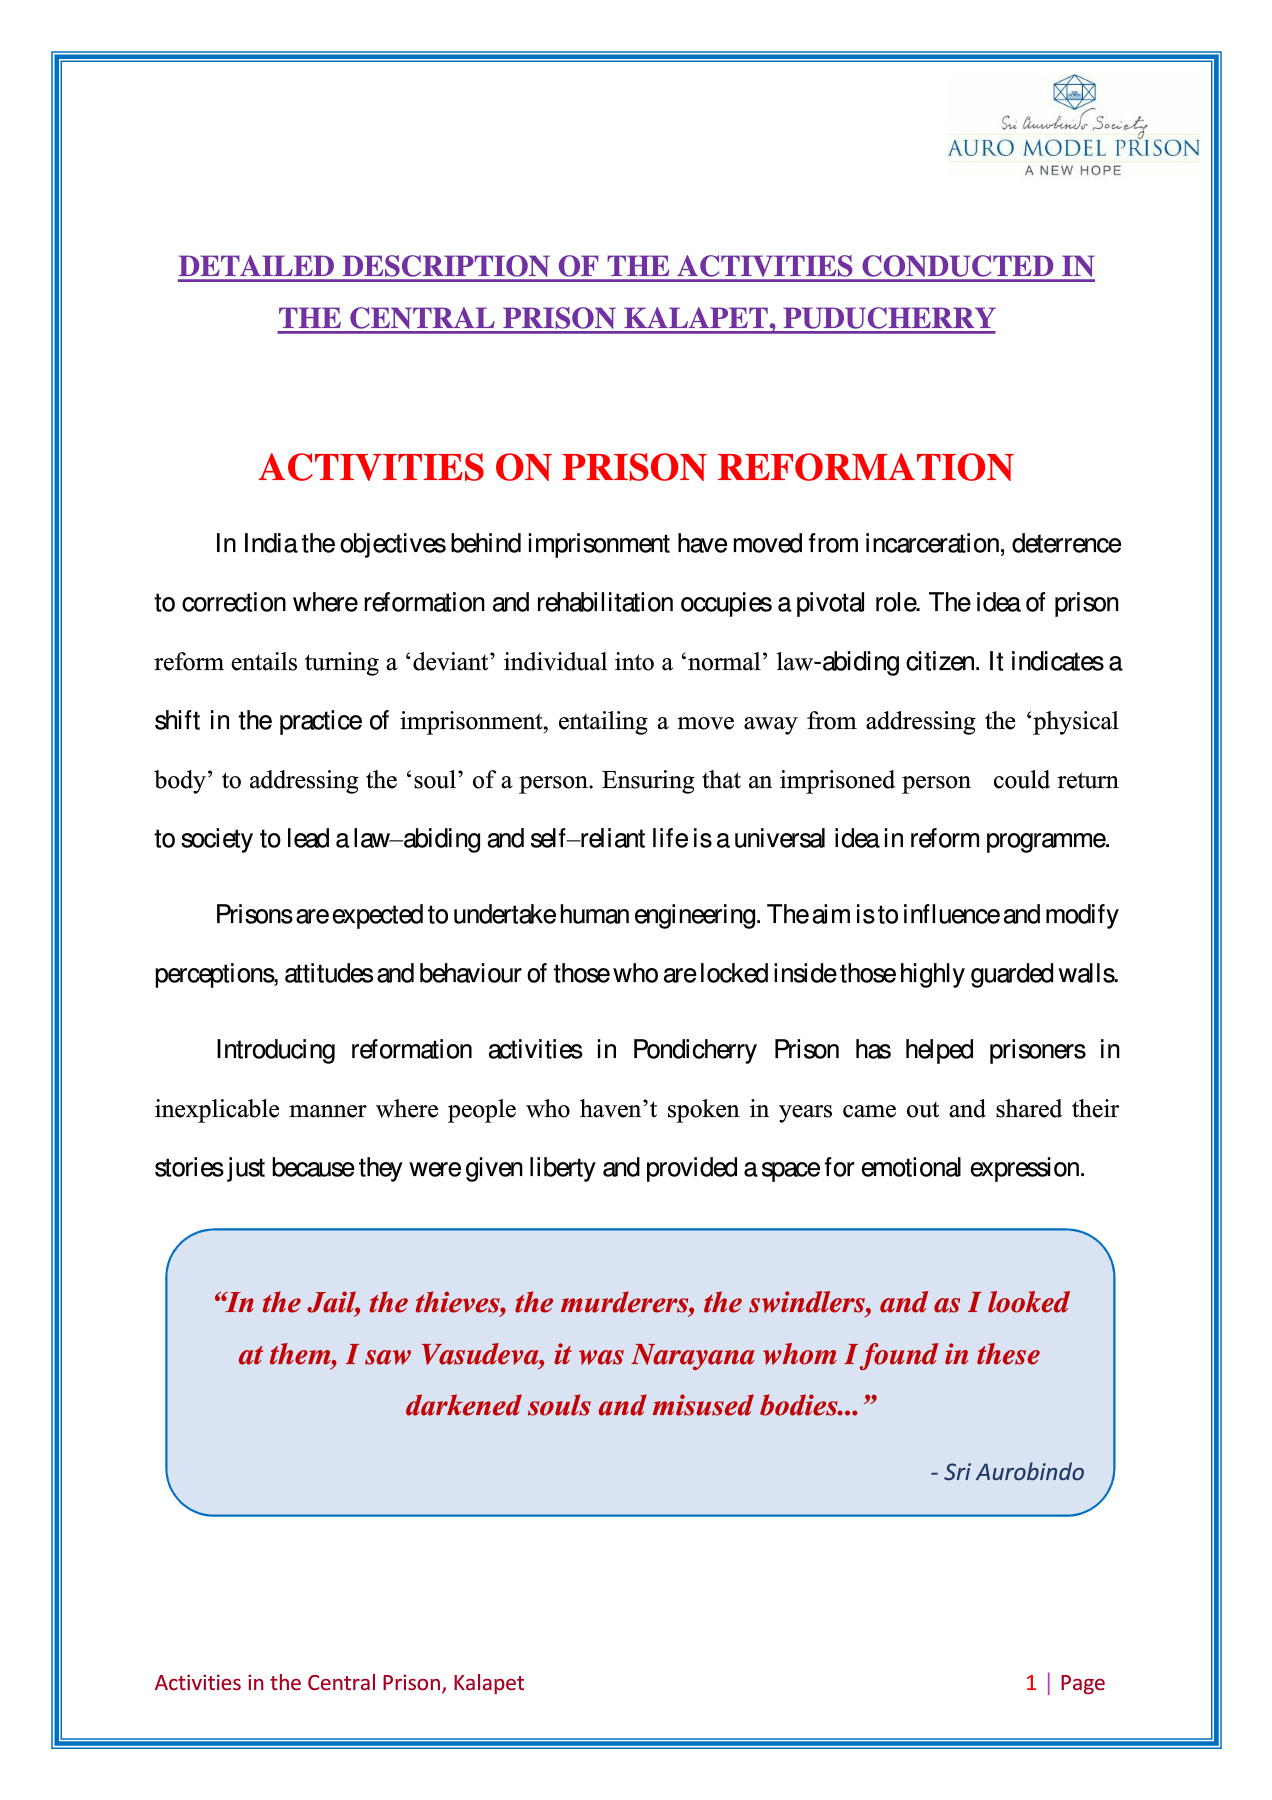 Sri Aurobindo Society
AURO MODEL PRISON
A NEW HOPE
DETAILED DESCRIPTION OF THE ACTIVITIES CONDUCTED IN
THE CENTRAL PRISON KALAPET, PUDUCHERRY
ACTIVITIES ON PRISON REFORMATION
In India the objectives behind imprisonment have moved from incarceration, deterrence
to correction where reformation and rehabilitation occupies a pivotal role. The idea of prison
reform entails turning a ‘deviant’ individual into a ‘normal’ law-abiding citizen. It indicates a
shift in the practice of imprisonment, entailing a move away from addressing the ‘physical
body’ to addressing the ‘soul’ of a person. Ensuring that an imprisoned person could return
to society to lead a law–abiding and self–reliant life is a universal idea in reform programme.
Prisons are expected to undertake human engineering. The aim is to influence and modify
perceptions, attitudes and behaviour of those who are locked inside those highly guarded walls.
Introducing reformation activities in Pondicherry Prison has helped prisoners in
inexplicable manner where people who haven’t spoken in years came out and shared their
stories just because they were given liberty and provided a space for emotional expression.
“In the Jail, the thieves, the murderers, the swindlers, and as I looked
at them, I saw Vasudeva, it was Narayana whom I found in these
darkened souls and misused bodies...”
- Sri Aurobindo
Activities in the Central Prison, Kalapet 1 | Page